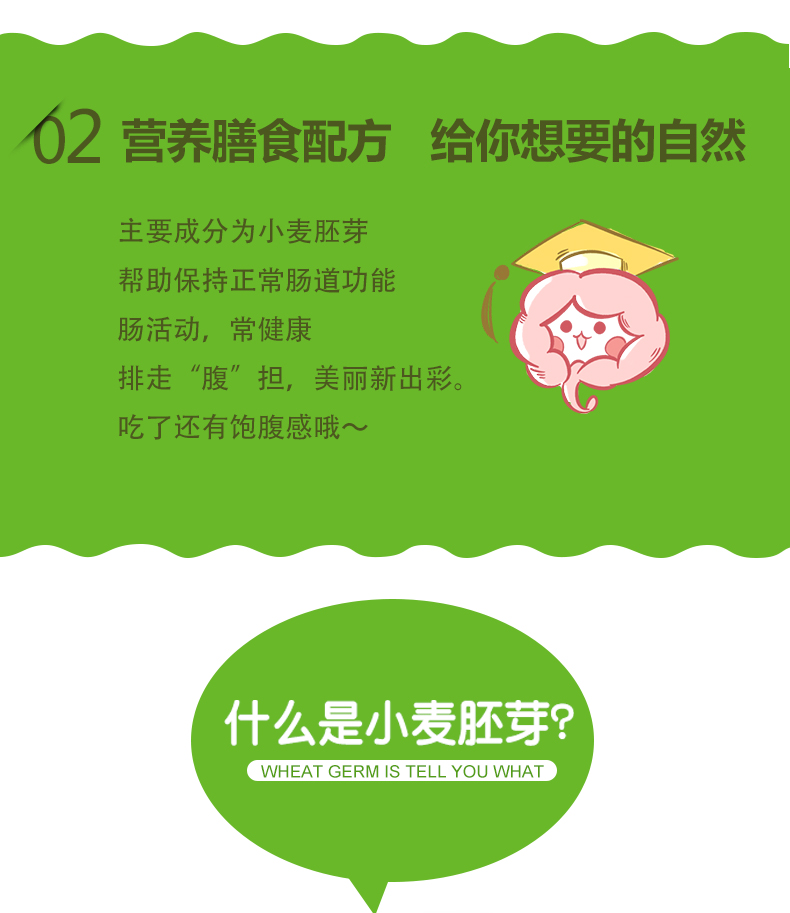 02 营养膳食配方 给你想要的自然
主要成分为小麦胚芽
帮助保持正常肠道功能
肠活动，常健康
排走“腹”担，美丽新出彩。
吃了还有饱腹感哦～
什么是小麦胚芽?
WHEAT GERM IS TELL YOU WHAT